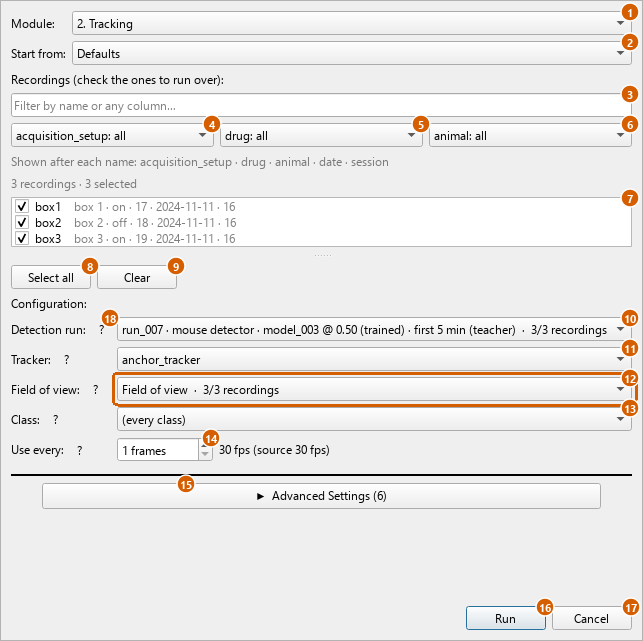 Module: 2. Tracking 1
Start from: Defaults 2
Recordings (check the ones to run over):
Filter by name or any column... 3
acquisition_setup: all 4 drug: all 5 animal: all 6
Shown after each name: acquisition_setup · drug · animal · date · session
3 recordings · 3 selected
box1 box 1 · on · 17 · 2024-11-11 · 16 7
box2 box 2 · off · 18 · 2024-11-11 · 16
box3 box 3 · on · 19 · 2024-11-11 · 16
Select all 8 Clear 9
Configuration:
Detection run: ? 18 run_007 · mouse detector · model_003 @ 0.50 (trained) · first 5 min (teacher) · 3/3 recordings 10
Tracker: ? anchor_tracker 11
Field of view: ? Field of view · 3/3 recordings 12
Class: ? (every class) 13
Use every: ? 1 frames 14 30 fps (source 30 fps)
15
► Advanced Settings (6)
Run 16 Cancel 17